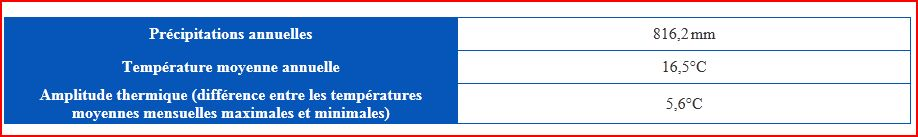 Précipitations annuelles 816,2 mm
Température moyenne annuelle 16,5°C
Amplitude thermique (différence entre les températures
moyennes mensuelles maximales et minimales) 5,6°C